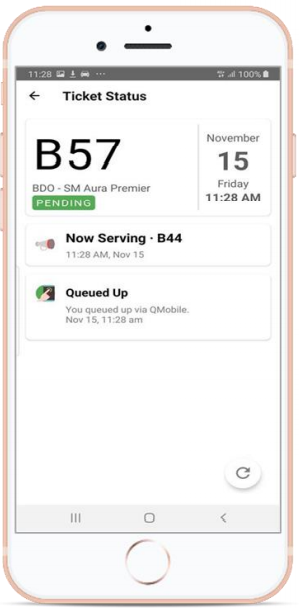 11:28 ... 100%
Ticket Status
B57
BDO - SM Aura Premier
PENDING
November
15
Friday
11:28 AM
Now Serving · B44
11:28 AM, Nov 15
Queued Up
You queued up via QMobile.
Nov 15, 11:28 am